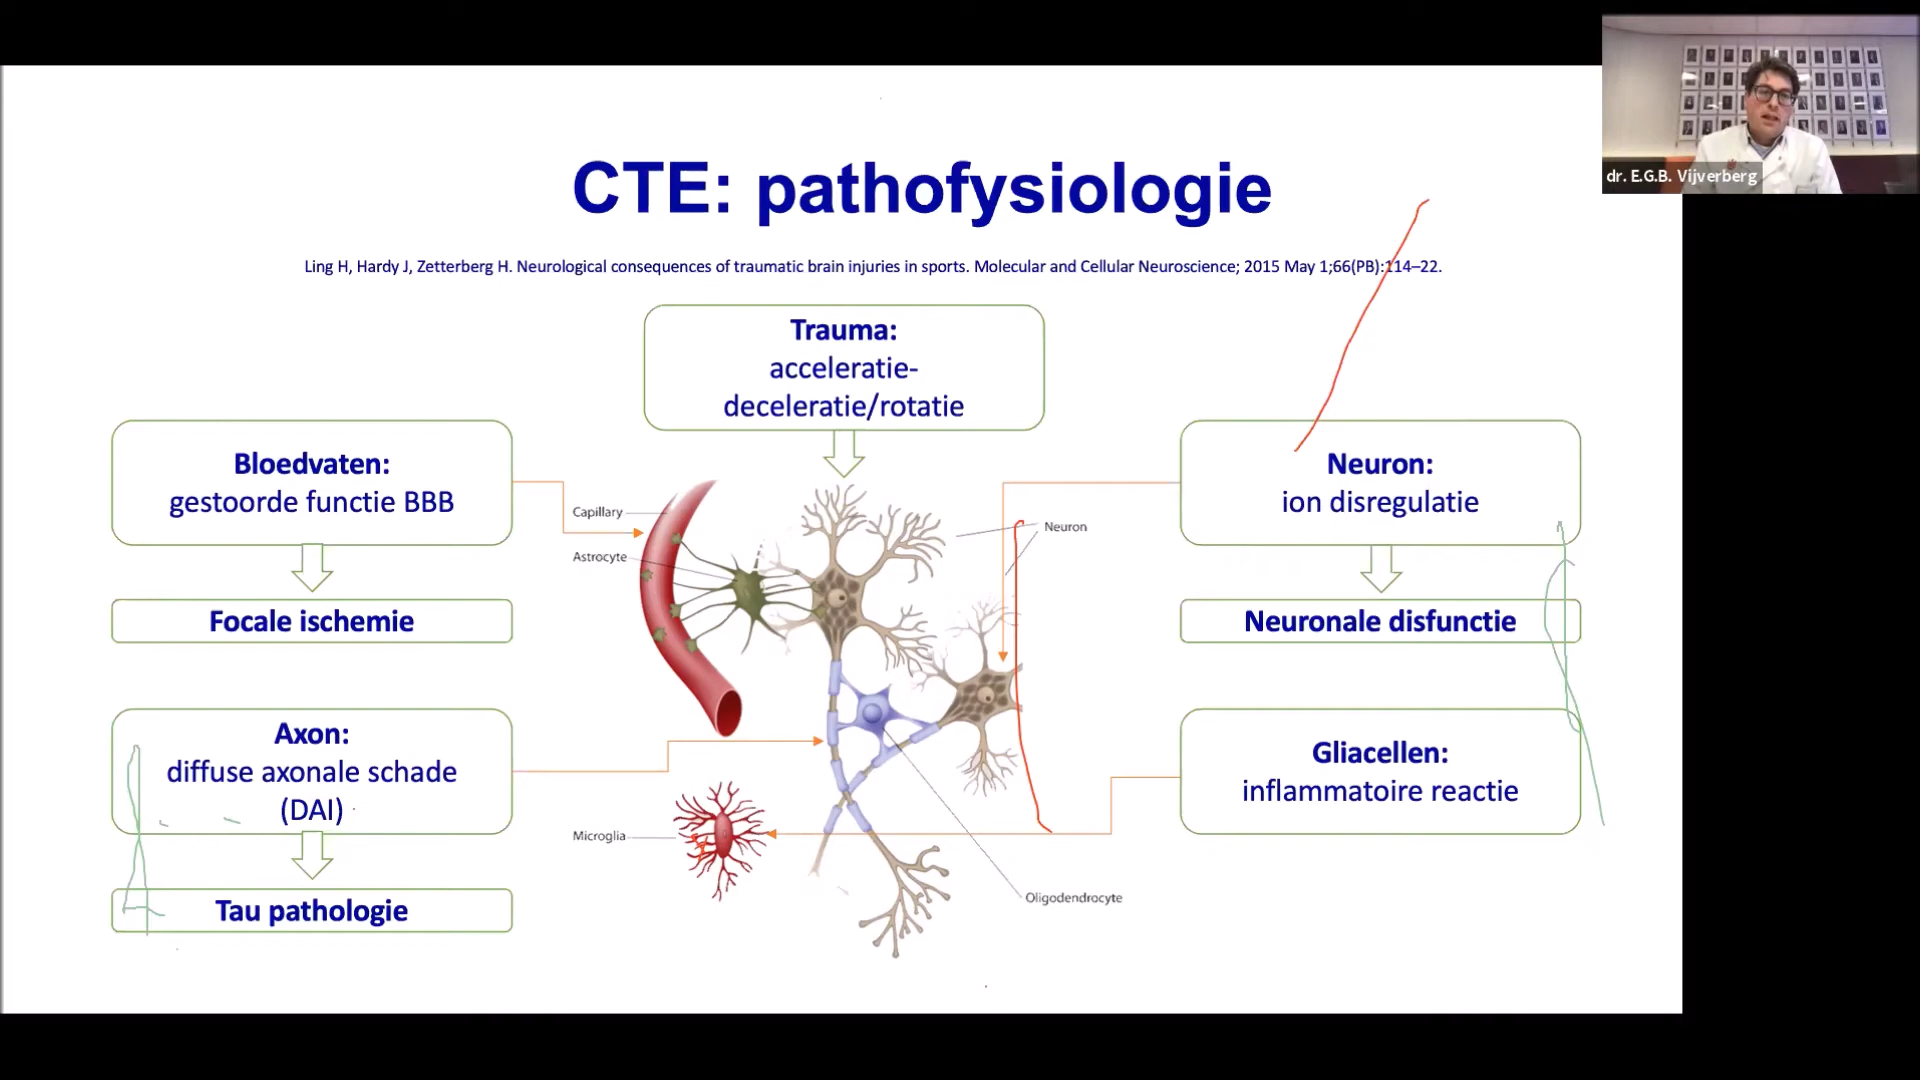 dr. E.G.B. Vijverberg
CTE: pathofysiologie
Ling H, Hardy J, Zetterberg H. Neurological consequences of traumatic brain injuries in sports. Molecular and Cellular Neuroscience; 2015 May 1;66(PB):114–22.
Trauma:
acceleratie-
deceleratie/rotatie
Bloedvaten:
gestoorde functie BBB
Focale ischemie
Axon:
diffuse axonale schade
(DAI)
Tau pathologie
Capillary
Astrocyte
Neuron
Microglia
Oligodendrocyte
Neuron:
ion disregulatie
Neuronale disfunctie
Gliacellen:
inflammatoire reactie